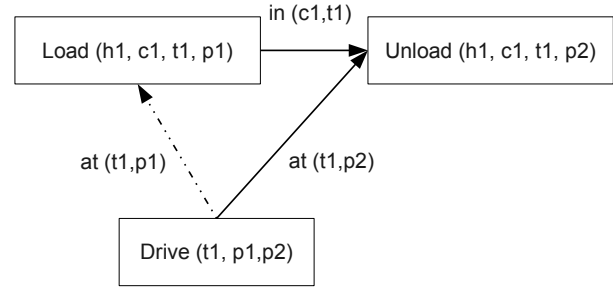 in (c1,t1)
Load (h1, c1, t1, p1)
Unload (h1, c1, t1, p2)
at (t1,p1)
at (t1,p2)
Drive (t1, p1,p2)